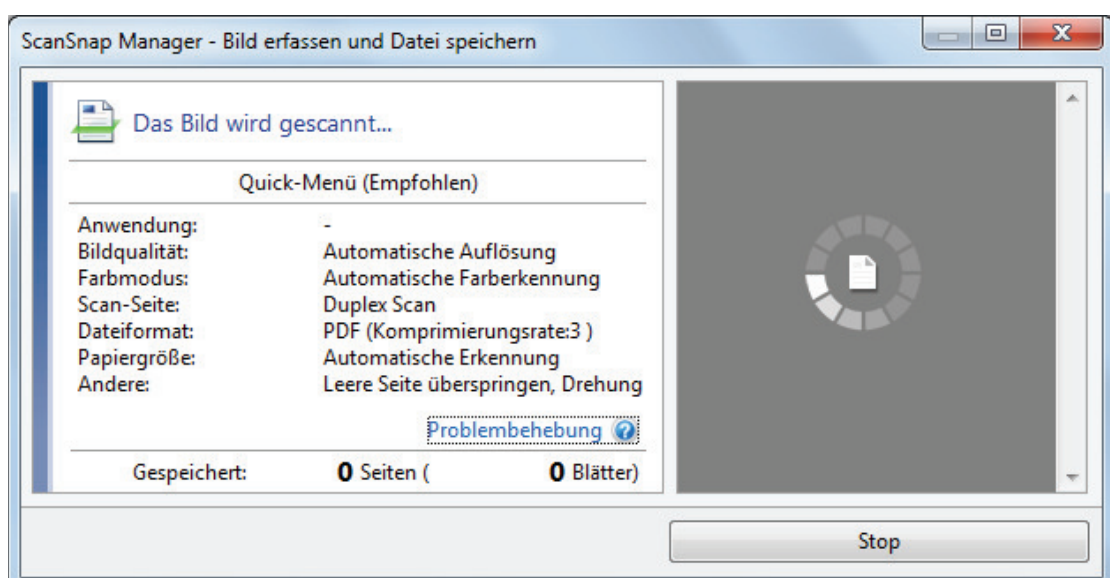 ScanSnap Manager - Bild erfassen und Datei speichern
Das Bild wird gescannt...
Quick-Menü (Empfohlen)
Anwendung: -
Bildqualität: Automatische Auflösung
Farbmodus: Automatische Farberkennung
Scan-Seite: Duplex Scan
Dateiformat: PDF (Komprimierungsrate:3 )
Papiergröße: Automatische Erkennung
Andere: Leere Seite überspringen, Drehung
Problembehebung
Gespeichert: 0 Seiten ( 0 Blätter)
Stop